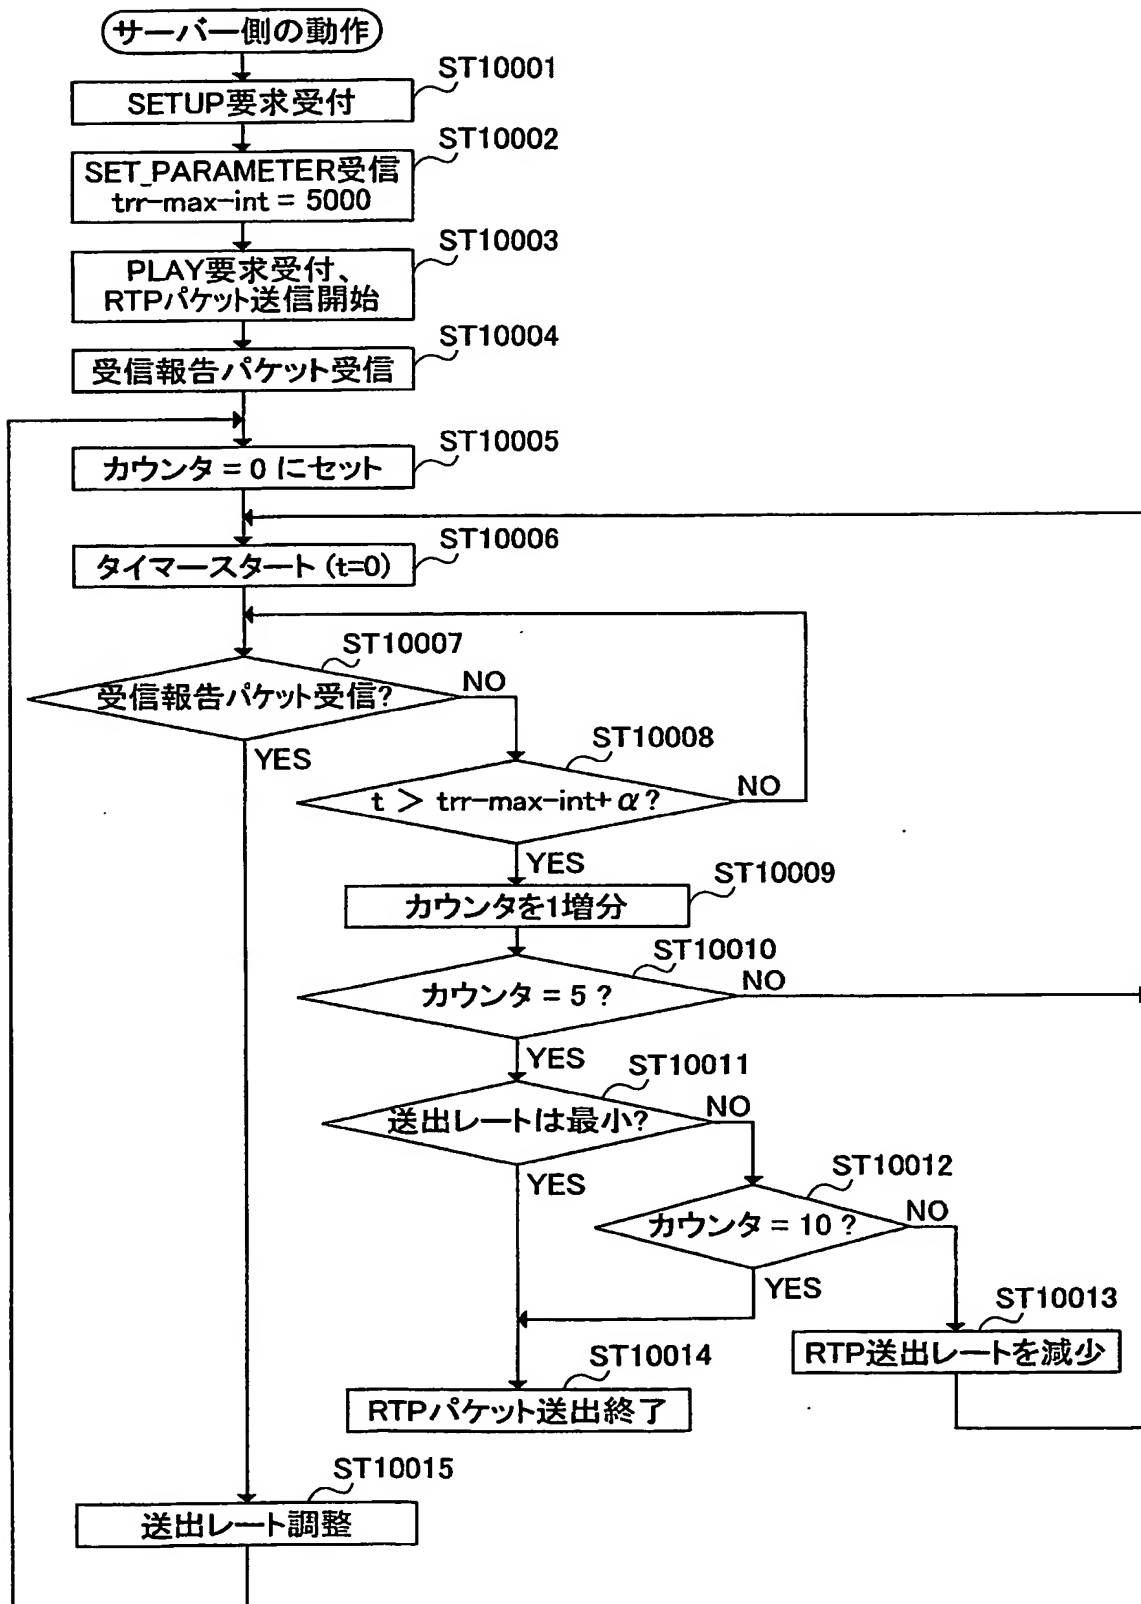 サーバー側の動作
ST10001
SETUP要求受付
ST10002
SET_PARAMETER受信
trr-max-int = 5000
ST10003
PLAY要求受付、
RTPパケット送信開始
ST10004
受信報告パケット受信
ST10005
カウンタ = 0 にセット
ST10006
タイマースタート (t=0)
ST10007
受信報告パケット受信?
NO
YES
ST10008
t > trr-max-int+α?
NO
YES
ST10009
カウンタを1増分
ST10010
カウンタ = 5 ?
NO
YES
ST10011
送出レートは最小?
NO
YES
ST10012
カウンタ = 10 ?
NO
YES
ST10013
RTP送出レートを減少
ST10014
RTPパケット送出終了
ST10015
送出レート調整